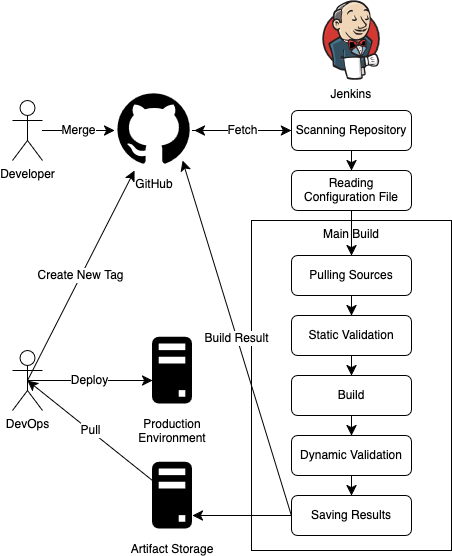 Jenkins
Merge
Fetch
Scanning Repository
Developer
GitHub
Reading
Configuration File
Main Build
Create New Tag
Pulling Sources
Build Result
Static Validation
Deploy
Build
DevOps
Production
Environment
Pull
Dynamic Validation
Saving Results
Artifact Storage